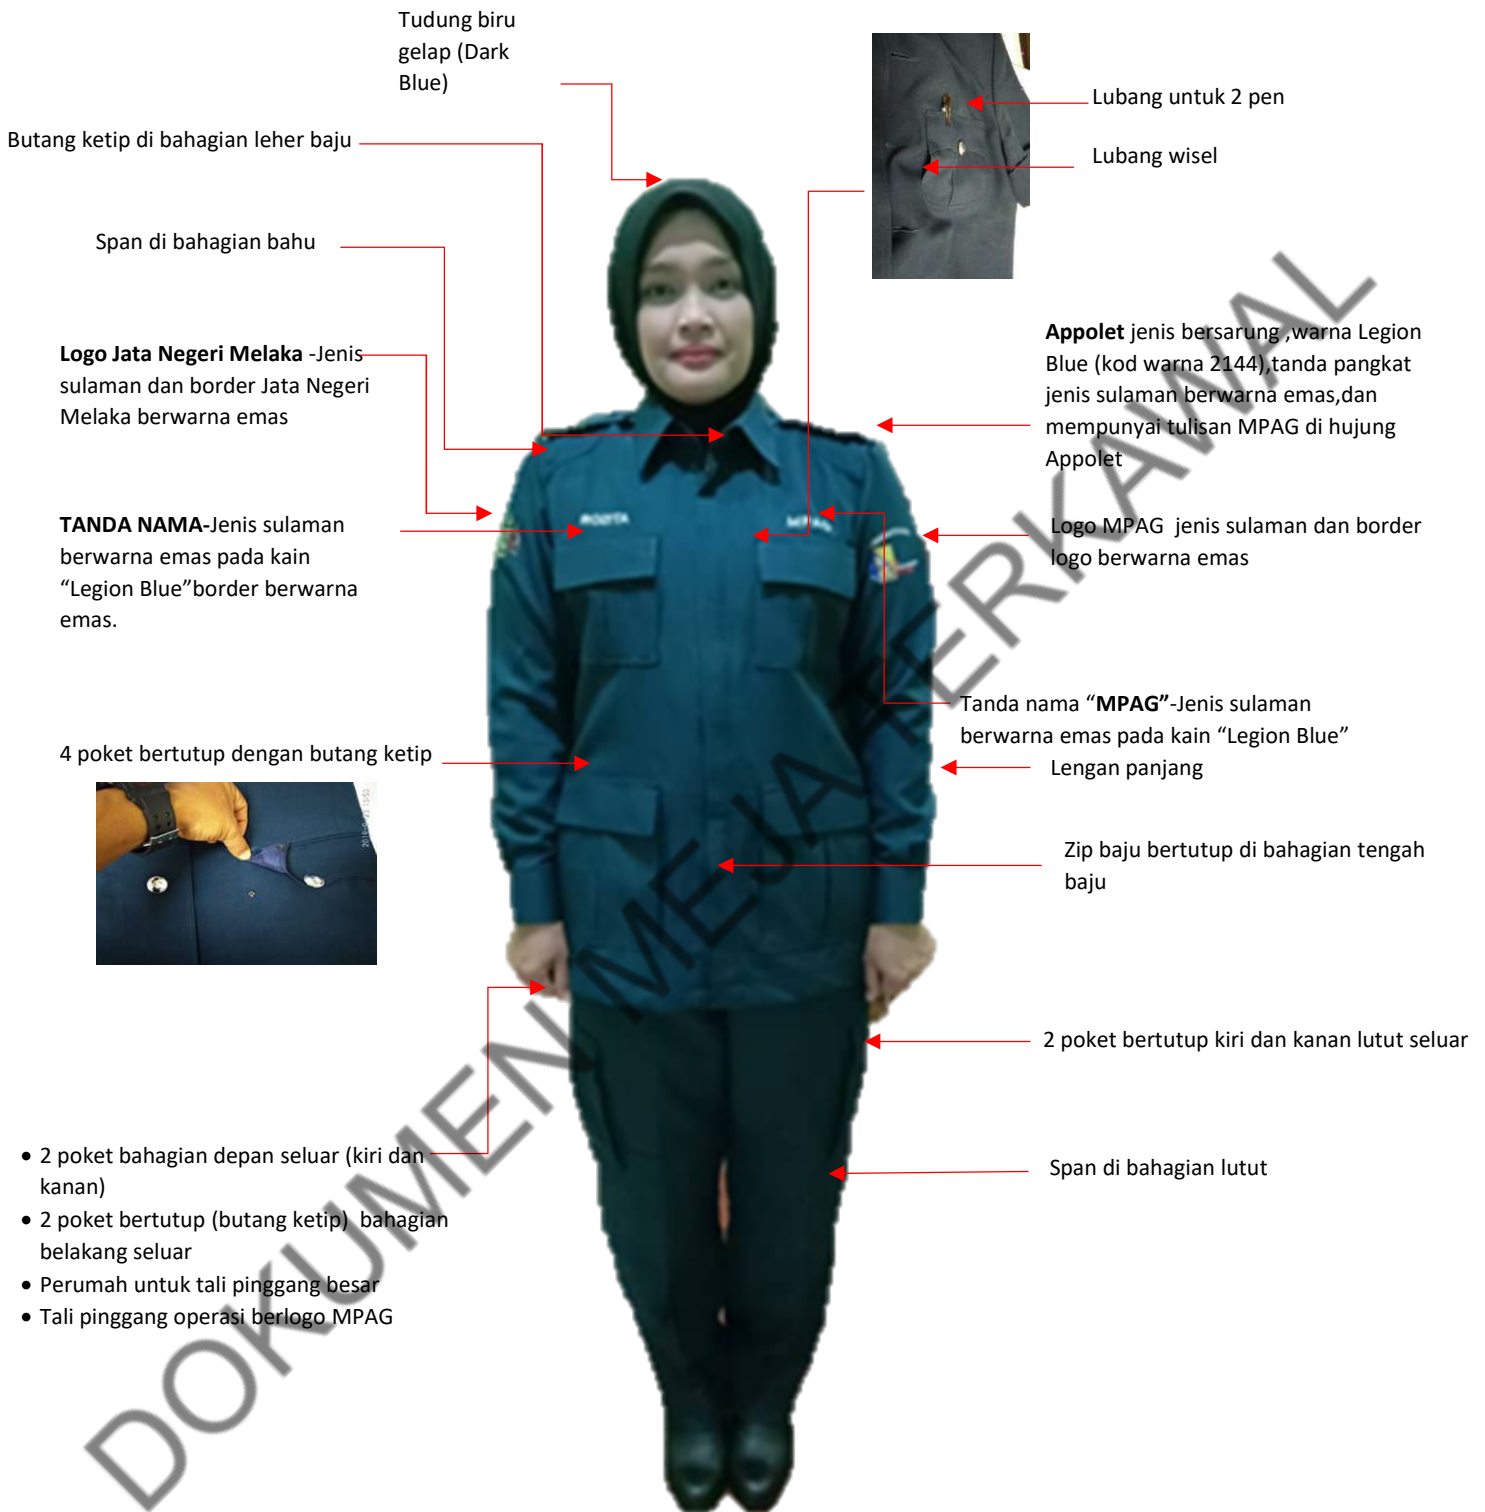 Tudung biru
gelap (Dark
Blue)
Butang ketip di bahagian leher baju
Span di bahagian bahu
Logo Jata Negeri Melaka -Jenis
sulaman dan border Jata Negeri
Melaka berwarna emas
TANDA NAMA-Jenis sulaman
berwarna emas pada kain
“Legion Blue”border berwarna
emas.
4 poket bertutup dengan butang ketip
• 2 poket bahagian depan seluar (kiri dan
kanan)
• 2 poket bertutup (butang ketip) bahagian
belakang seluar
• Perumah untuk tali pinggang besar
• Tali pinggang operasi berlogo MPAG
Lubang untuk 2 pen
Lubang wisel
Appolet jenis bersarung ,warna Legion
Blue (kod warna 2144),tanda pangkat
jenis sulaman berwarna emas,dan
mempunyai tulisan MPAG di hujung
Appolet
Logo MPAG jenis sulaman dan border
logo berwarna emas
Tanda nama “MPAG”-Jenis sulaman
berwarna emas pada kain “Legion Blue”
Lengan panjang
Zip baju bertutup di bahagian tengah
baju
2 poket bertutup kiri dan kanan lutut seluar
Span di bahagian lutut
ROZITA
MPAG
DOKUMEN MEJA TERKAWAL